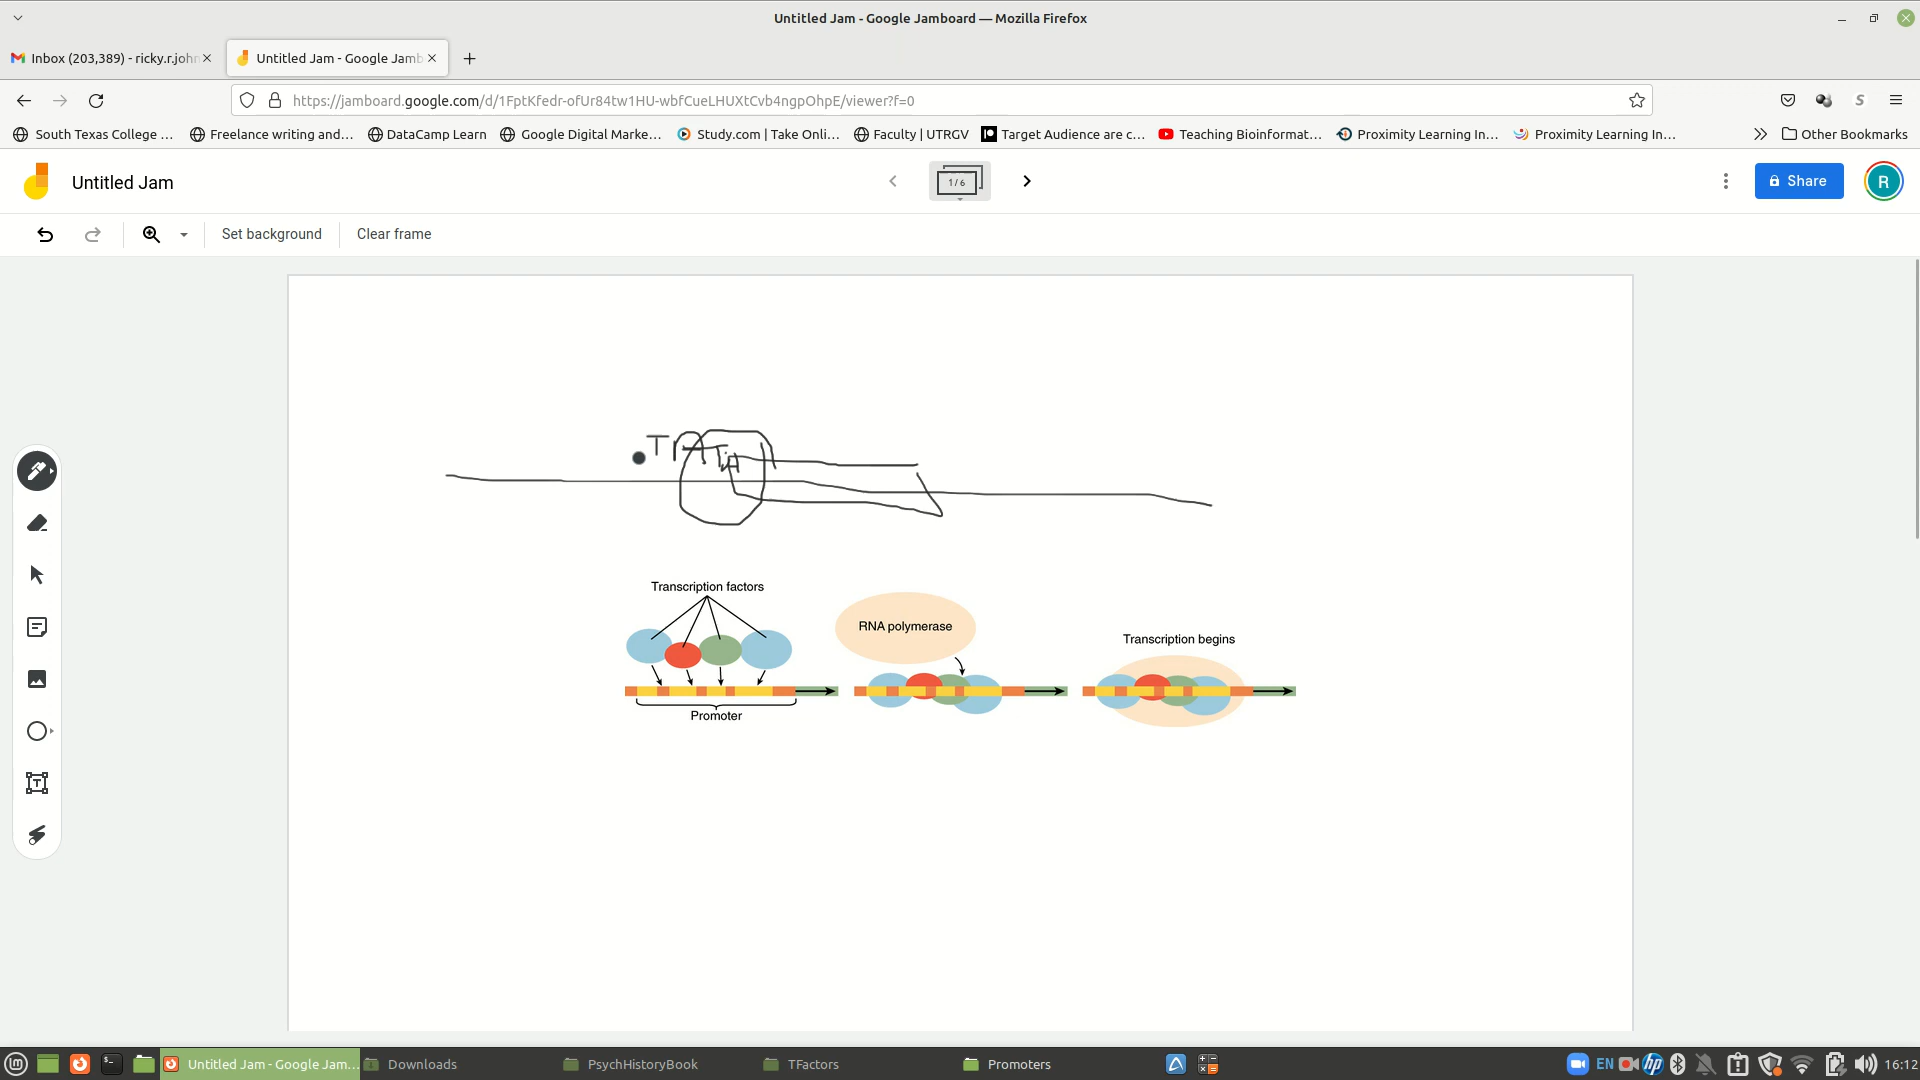 Untitled Jam - Google Jamboard — Mozilla Firefox
Inbox (203,389) - ricky.r.john
Untitled Jam - Google Jamb
https://jamboard.google.com/d/1FptKfedr-ofUr84tw1HU-wbfCueLHUXtCvb4ngpOhpE/viewer?f=0
S
South Texas College ...
Freelance writing and...
DataCamp Learn
Google Digital Marke...
Study.com | Take Onli...
Faculty | UTRGV
Target Audience are c...
Teaching Bioinformat...
Proximity Learning In...
Proximity Learning In...
Other Bookmarks
Untitled Jam
1 / 6
Share
R
Set background
Clear frame
Transcription factors
RNA polymerase
Transcription begins
Promoter
Untitled Jam - Google Jam...
Downloads
PsychHistoryBook
TFactors
Promoters
EN
hp
16:12